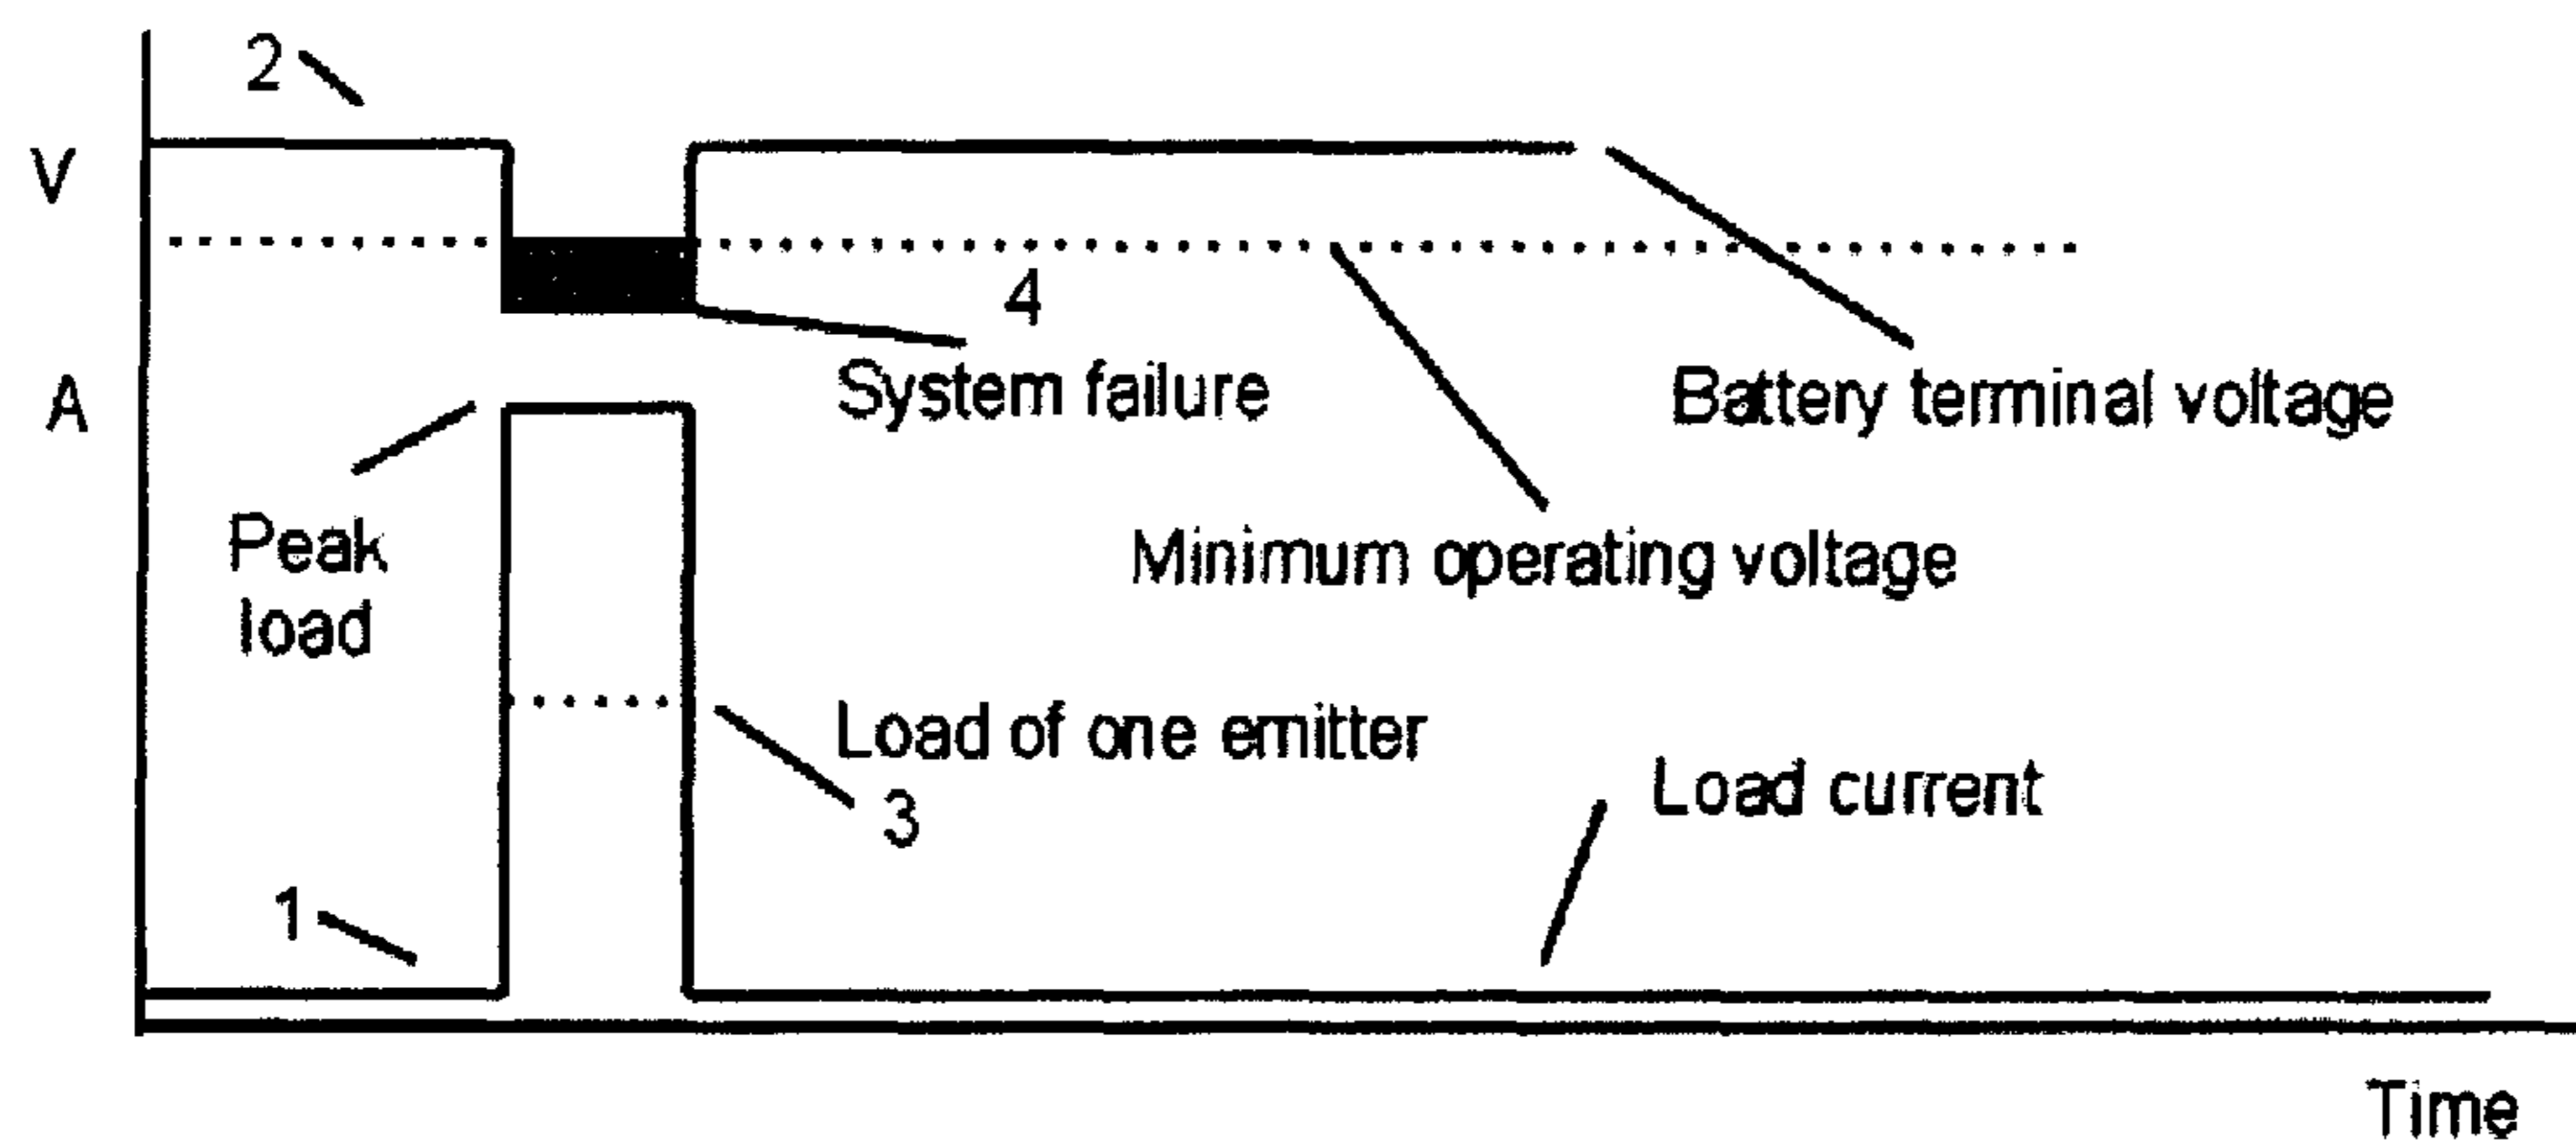 2
V
4
System failure
A
Battery terminal voltage
Peak
load
Minimum operating voltage
Load of one emitter
3
Load current
1
Time